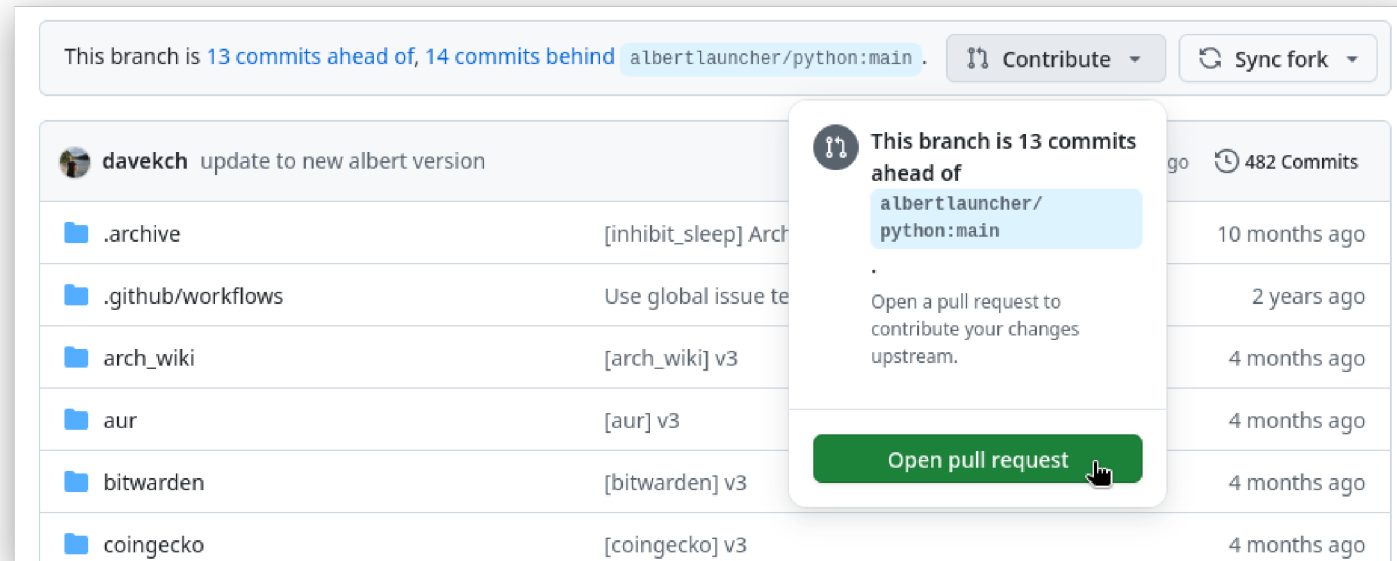 This branch is 13 commits ahead of, 14 commits behind albertlauncher/python:main .
Contribute
Sync fork
This branch is 13 commits
ahead of
albertlauncher/
python:main
.
Open a pull request to
contribute your changes
upstream.
Open pull request
davekch update to new albert version
482 Commits
.archive [inhibit_sleep] 10 months ago
.github/workflows Use global issue 2 years ago
arch_wiki [arch_wiki] v3 4 months ago
aur [aur] v3 4 months ago
bitwarden [bitwarden] v3 4 months ago
coingecko [coingecko] v3 4 months ago